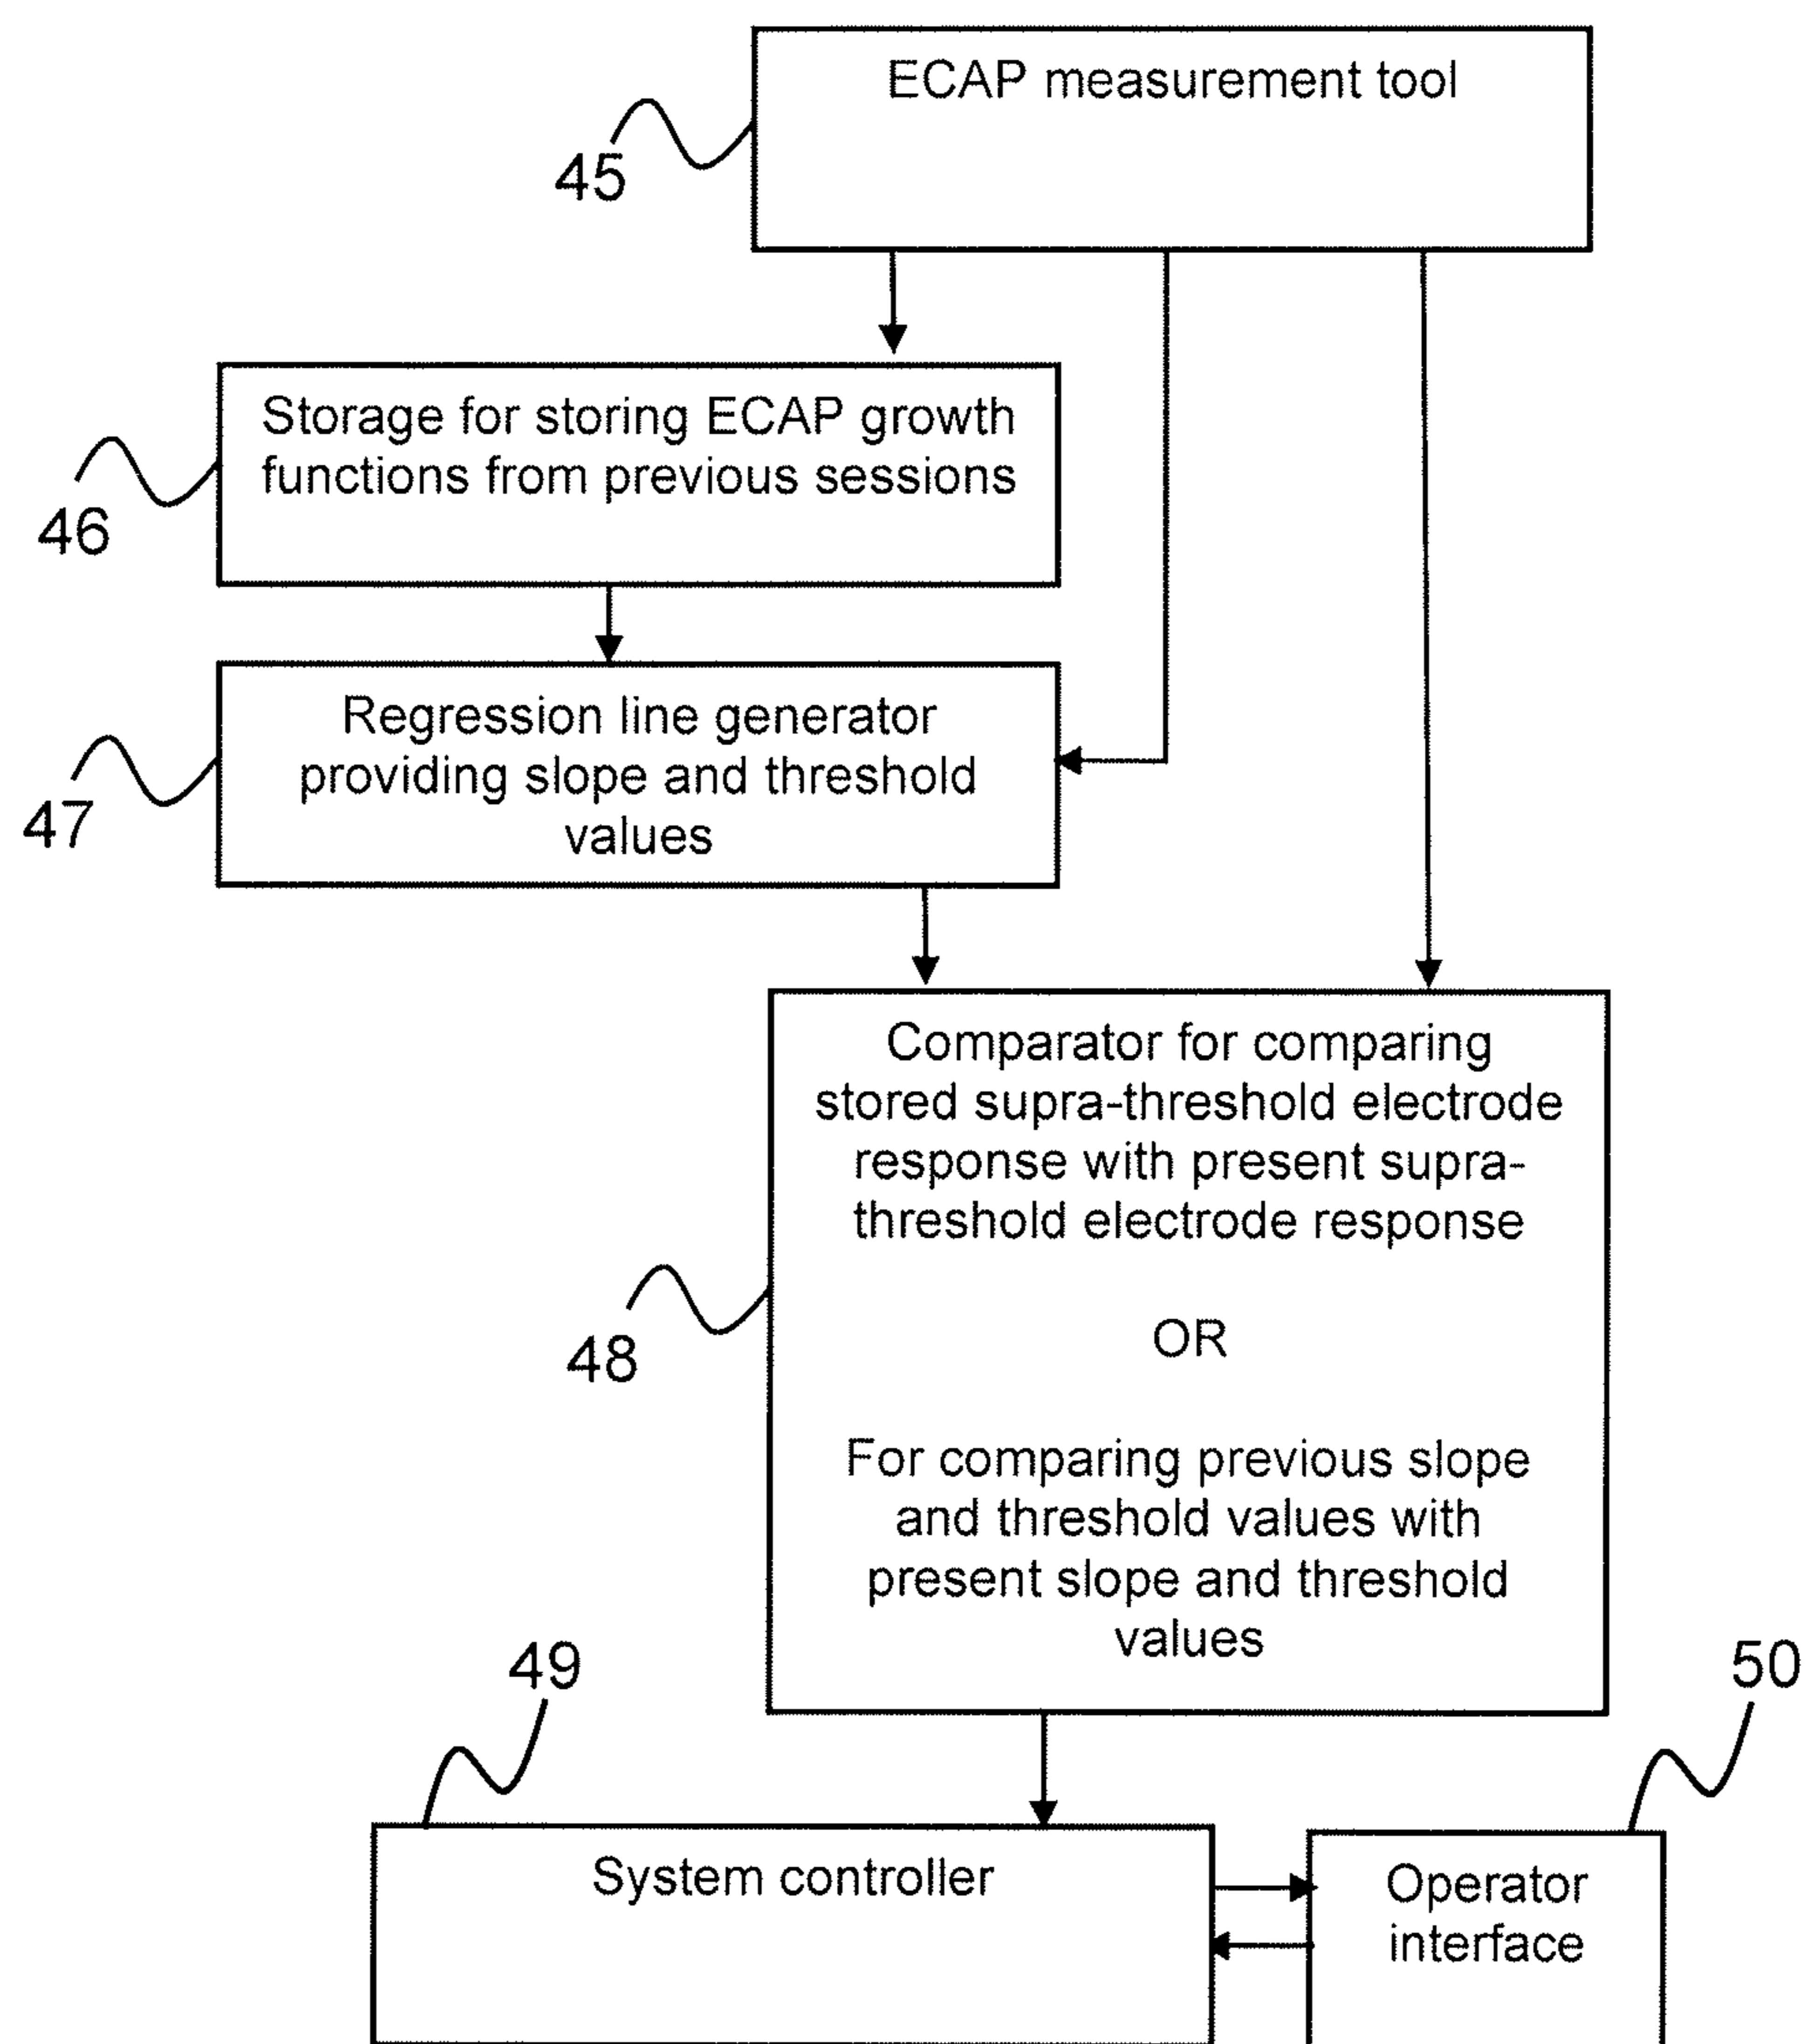 ECAP measurement tool
45
Storage for storing ECAP growth
functions from previous sessions
46
Regression line generator
providing slope and threshold
values
47
Comparator for comparing
stored supra-threshold electrode
response with present supra-
threshold electrode response
OR
For comparing previous slope
and threshold values with
present slope and threshold
values
48
49
50
System controller
Operator
interface